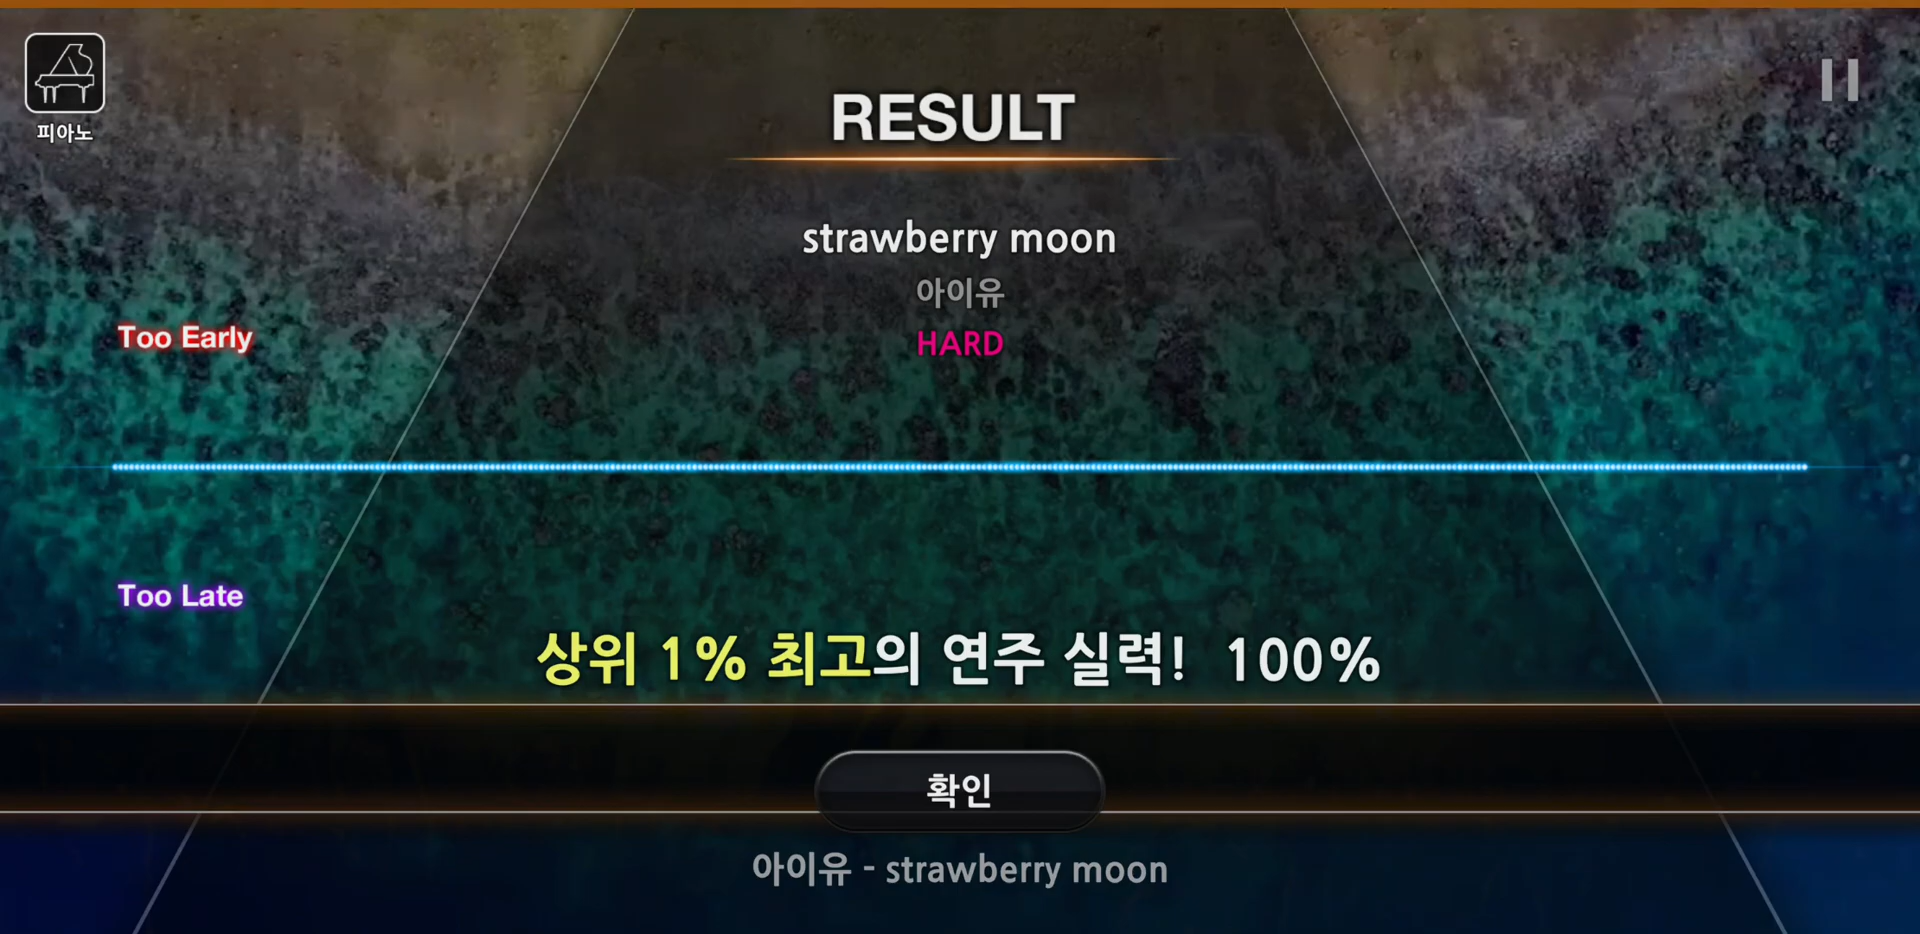 피아노
RESULT
strawberry moon
아이유
HARD
Too Early
Too Late
상위 1% 최고의 연주 실력! 100%
확인
아이유 - strawberry moon